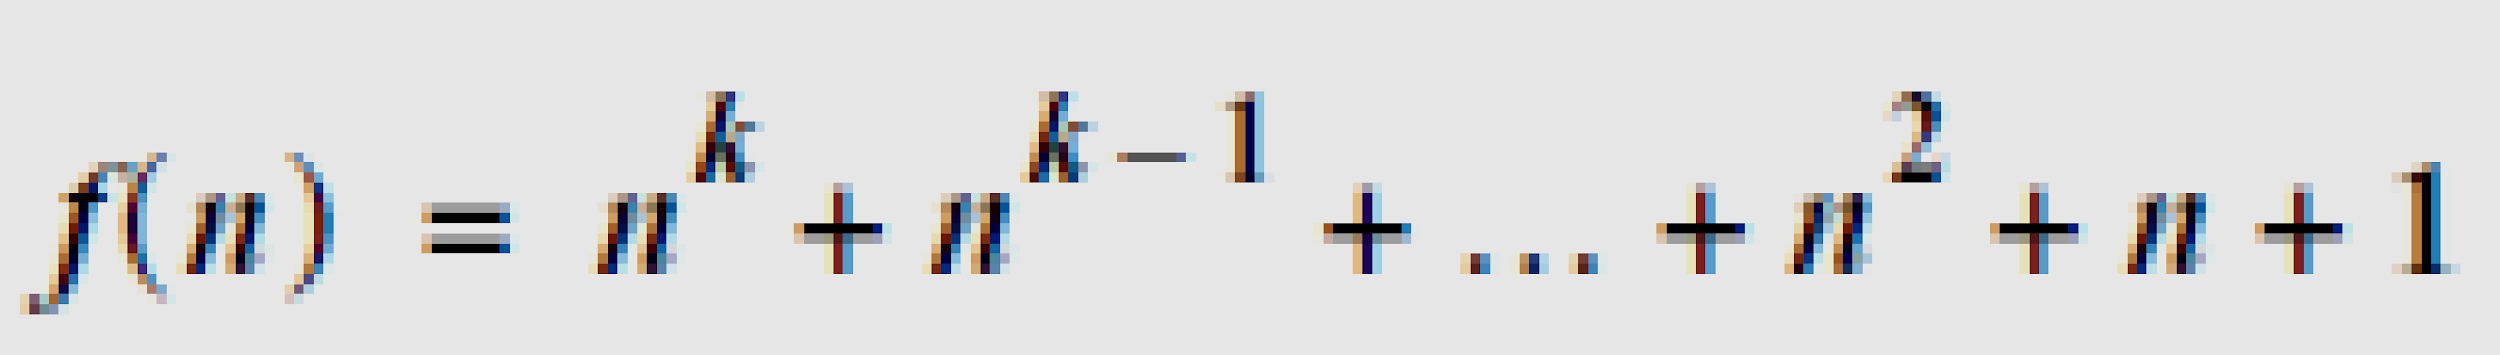 f(n) = n^k + n^{k-1} + ... + n^2 + n + 1